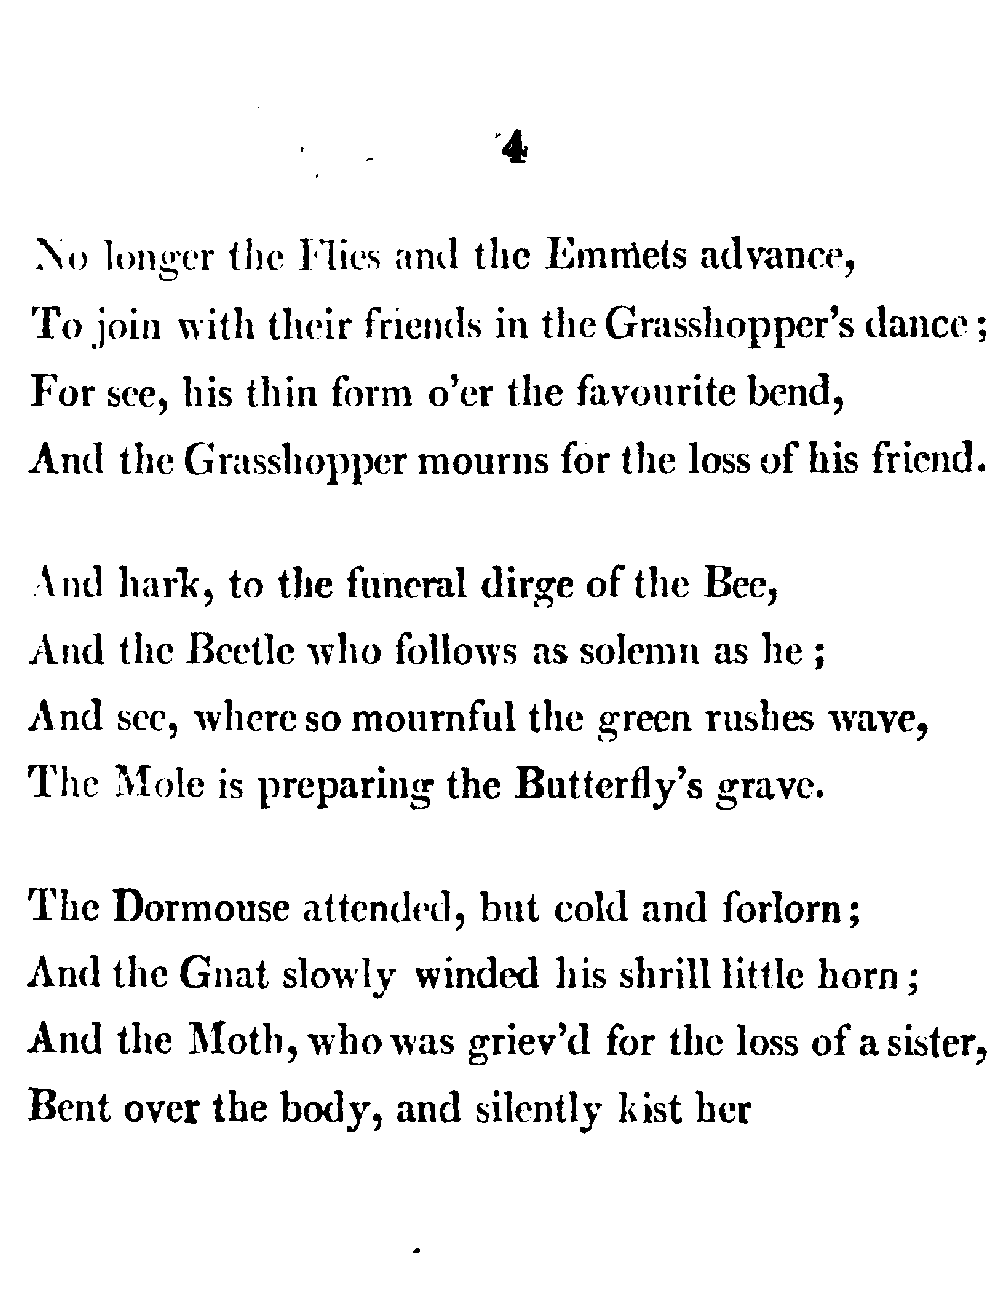 4
No longer the Flies and the Emmets advance,
To join with their friends in the Grasshopper's dance;
For see, his thin form o'er the favourite bend,
And the Grasshopper mourns for the loss of his friend.
And hark, to the funeral dirge of the Bee,
And the Beetle who follows as solemn as he;
And see, where so mournful the green rushes wave,
The Mole is preparing the Butterfly's grave.
The Dormouse attended, but cold and forlorn;
And the Gnat slowly winded his shrill little horn;
And the Moth, who was griev'd for the loss of a sister,
Bent over the body, and silently kist her